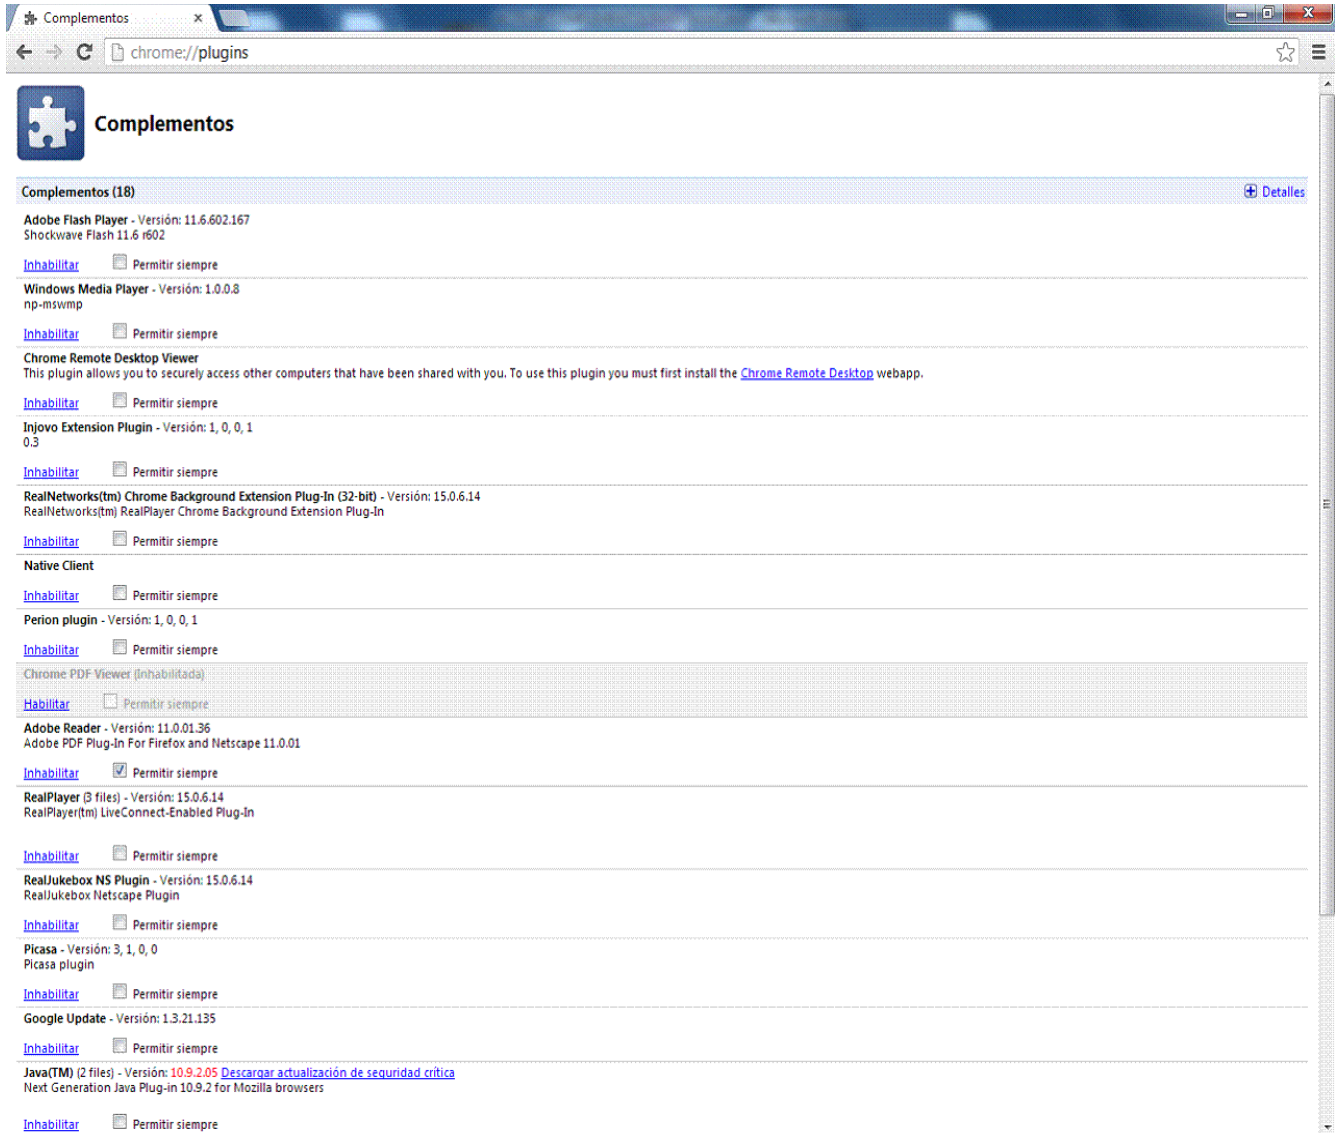 Complementos
chrome://plugins
Complementos
Complementos (18)
Detalles
Adobe Flash Player - Versión: 11.6.602.167
Shockwave Flash 11.6 r602
Inhabilitar Permitir siempre
Windows Media Player - Versión: 1.0.0.8
np-mswmp
Inhabilitar Permitir siempre
Chrome Remote Desktop Viewer
This plugin allows you to securely access other computers that have been shared with you. To use this plugin you must first install the Chrome Remote Desktop webapp.
Inhabilitar Permitir siempre
Injovo Extension Plugin - Versión: 1, 0, 0, 1
0.3
Inhabilitar Permitir siempre
RealNetworks(tm) Chrome Background Extension Plug-In (32-bit) - Versión: 15.0.6.14
RealNetworks(tm) RealPlayer Chrome Background Extension Plug-In
Inhabilitar Permitir siempre
Native Client
Inhabilitar Permitir siempre
Perion plugin - Versión: 1, 0, 0, 1
Inhabilitar Permitir siempre
Chrome PDF Viewer (Inhabilitada)
Habilitar Permitir siempre
Adobe Reader - Versión: 11.0.01.36
Adobe PDF Plug-In For Firefox and Netscape 11.0.01
Inhabilitar Permitir siempre
RealPlayer (3 files) - Versión: 15.0.6.14
RealPlayer(tm) LiveConnect-Enabled Plug-In
Inhabilitar Permitir siempre
RealJukebox NS Plugin - Versión: 15.0.6.14
RealJukebox Netscape Plugin
Inhabilitar Permitir siempre
Picasa - Versión: 3, 1, 0, 0
Picasa plugin
Inhabilitar Permitir siempre
Google Update - Versión: 1.3.21.135
Inhabilitar Permitir siempre
Java(TM) (2 files) - Versión: 10.9.2.05 Descargar actualización de seguridad crítica
Next Generation Java Plug-in 10.9.2 for Mozilla browsers
Inhabilitar Permitir siempre